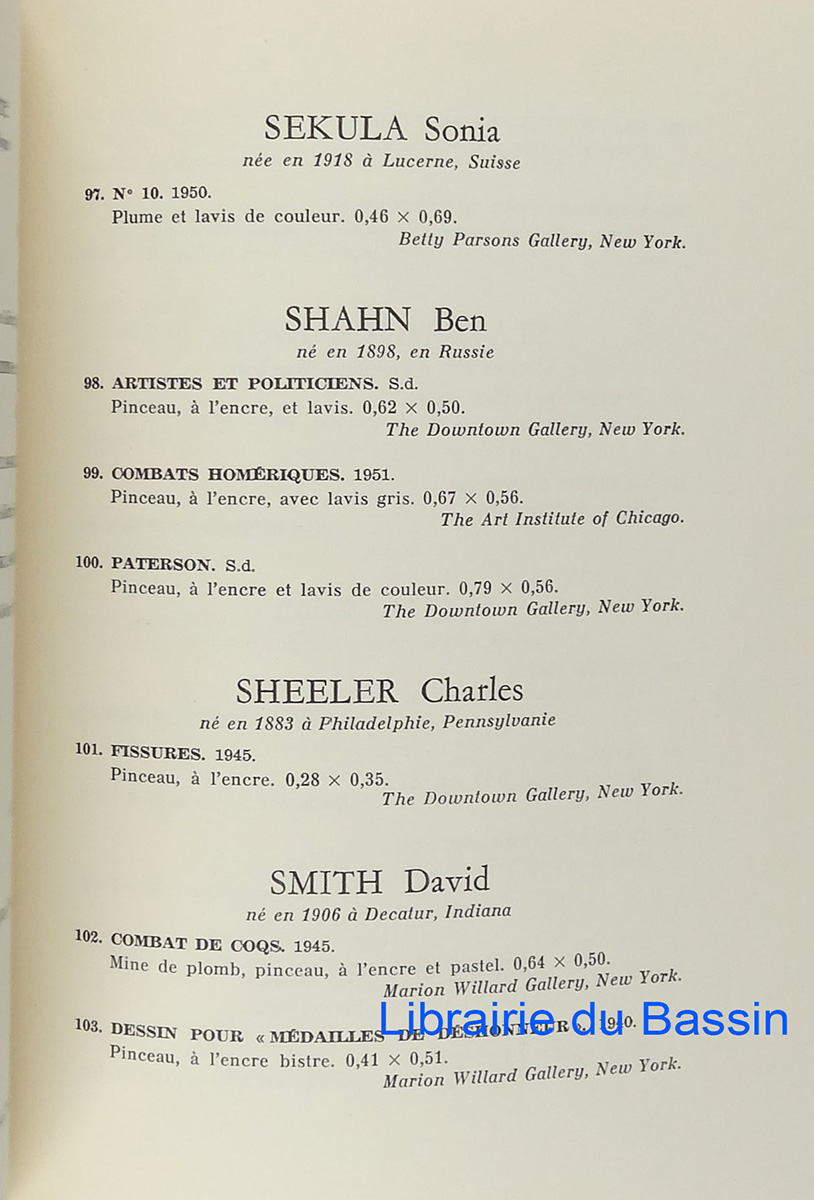 SEKULA Sonia
née en 1918 à Lucerne, Suisse
97. N° 10. 1950.
Plume et lavis de couleur. 0,46 × 0,69.
Betty Parsons Gallery, New York.
SHAHN Ben
né en 1898, en Russie
98. ARTISTES ET POLITICIENS. S.d.
Pinceau, à l'encre, et lavis. 0,62 × 0,50.
The Downtown Gallery, New York.
99. COMBATS HOMÉRIQUES. 1951.
Pinceau, à l'encre, avec lavis gris. 0,67 × 0,56.
The Art Institute of Chicago.
100. PATERSON. S.d.
Pinceau, à l'encre et lavis de couleur. 0,79 × 0,56.
The Downtown Gallery, New York.
SHEELER Charles
né en 1883 à Philadelphie, Pennsylvanie
101. FISSURES. 1945.
Pinceau, à l'encre. 0,28 × 0,35.
The Downtown Gallery, New York.
SMITH David
né en 1906 à Decatur, Indiana
102. COMBAT DE COQS. 1945.
Mine de plomb, pinceau, à l'encre et pastel. 0,64 × 0,50.
Marion Willard Gallery, New York.
Librairie du Bassin
103. DESSIN POUR « MÉDAILLES DE DÉSHONNEUR ». 1940.
Pinceau, à l'encre bistre. 0,41 × 0,51.
Marion Willard Gallery, New York.